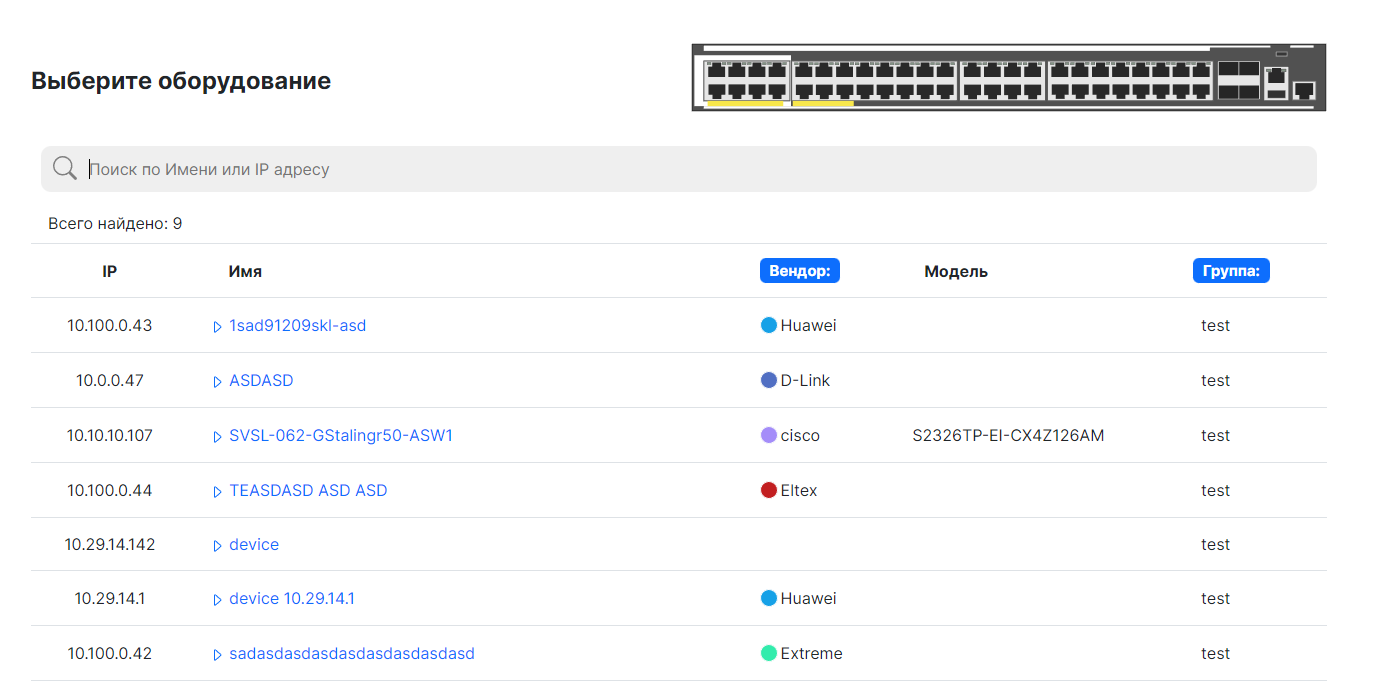 Выберите оборудование
Поиск по Имени или IP адресу
Всего найдено: 9
IP Имя Вендор: Модель Группа:
10.100.0.43 1sad91209skl-asd Huawei test
10.0.0.47 ASDASD D-Link test
10.10.10.107 SVSL-062-GStalingr50-ASW1 cisco S2326TP-EI-CX4Z126AM test
10.100.0.44 TEASDASD ASD ASD Eltex test
10.29.14.142 device test
10.29.14.1 device 10.29.14.1 Huawei test
10.100.0.42 sadasdasdasdasdasdasdasd Extreme test